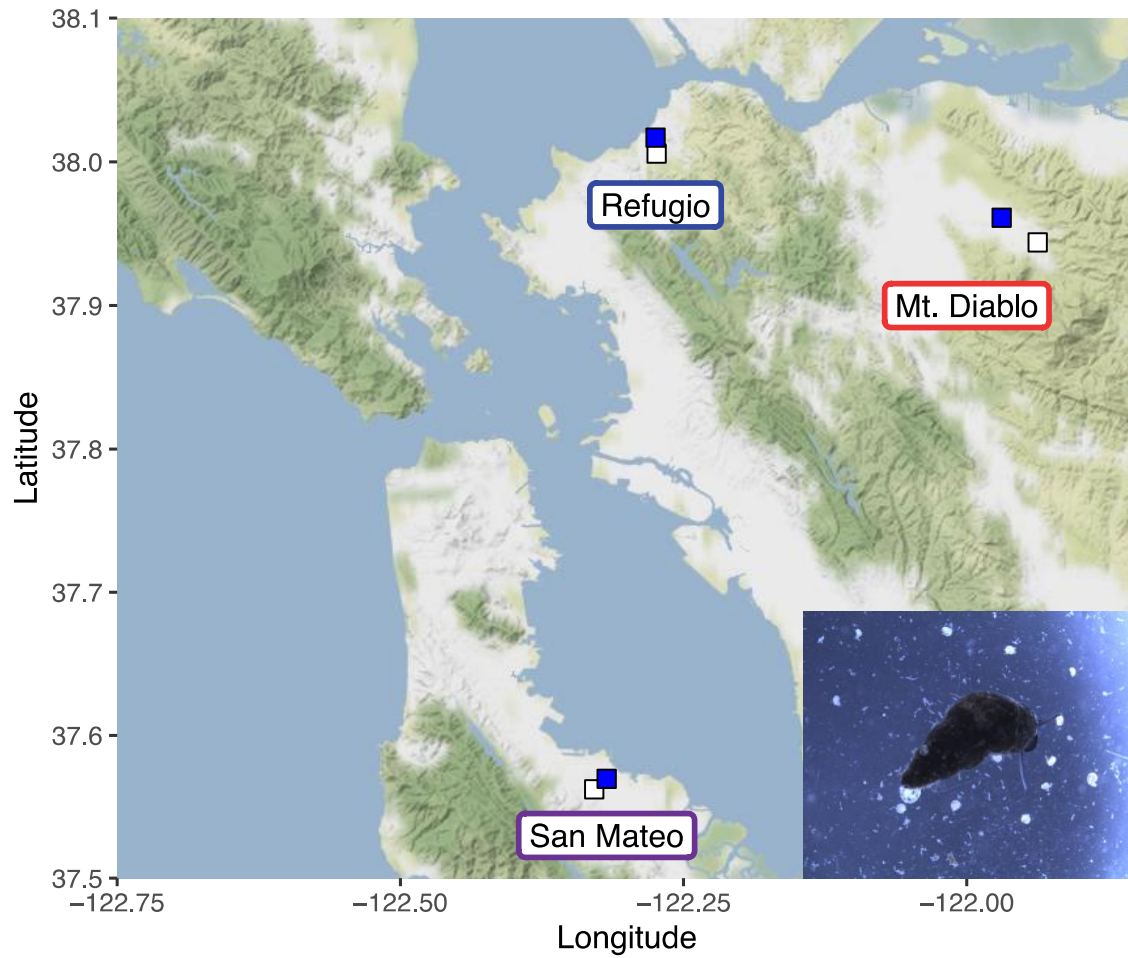 38.1
38.0
Refugio
Mt. Diablo
37.9
Latitude
37.8
37.7
37.6
San Mateo
37.5
−122.75
−122.50
−122.25
−122.00
Longitude